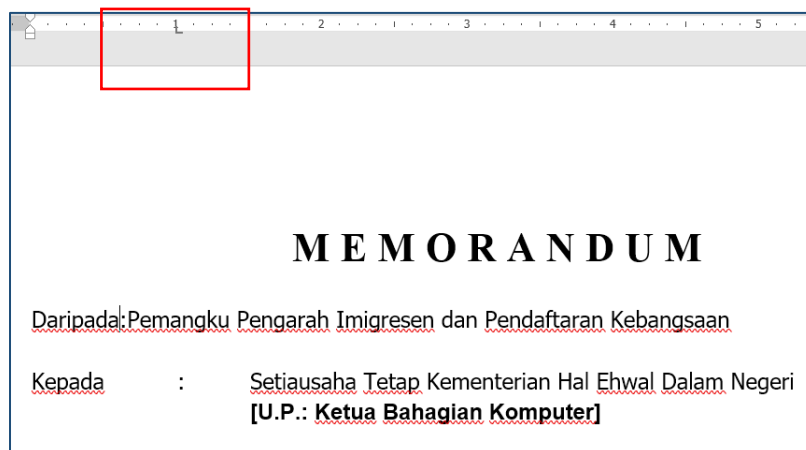 1 2 3 4 5
MEMORANDUM
Daripada:Pemangku Pengarah Imigresen dan Pendaftaran Kebangsaan
Kepada : Setiausaha Tetap Kementerian Hal Ehwal Dalam Negeri
[U.P.: Ketua Bahagian Komputer]